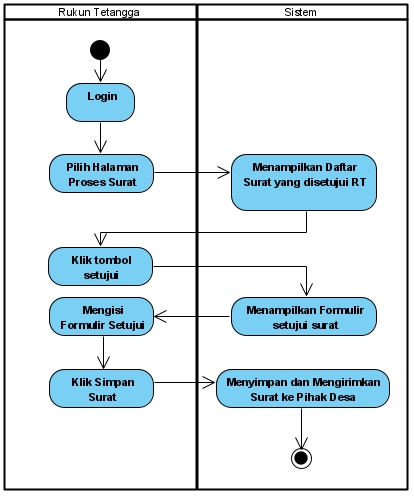 Rukun Tetangga
Sistem
Login
Pilih Halaman
Proses Surat
Menampilkan Daftar
Surat yang disetujui RT
Klik tombol
setujui
Menampilkan Formulir
setujui surat
Mengisi
Formulir Setujui
Klik Simpan
Surat
Menyimpan dan Mengirimkan
Surat ke Pihak Desa